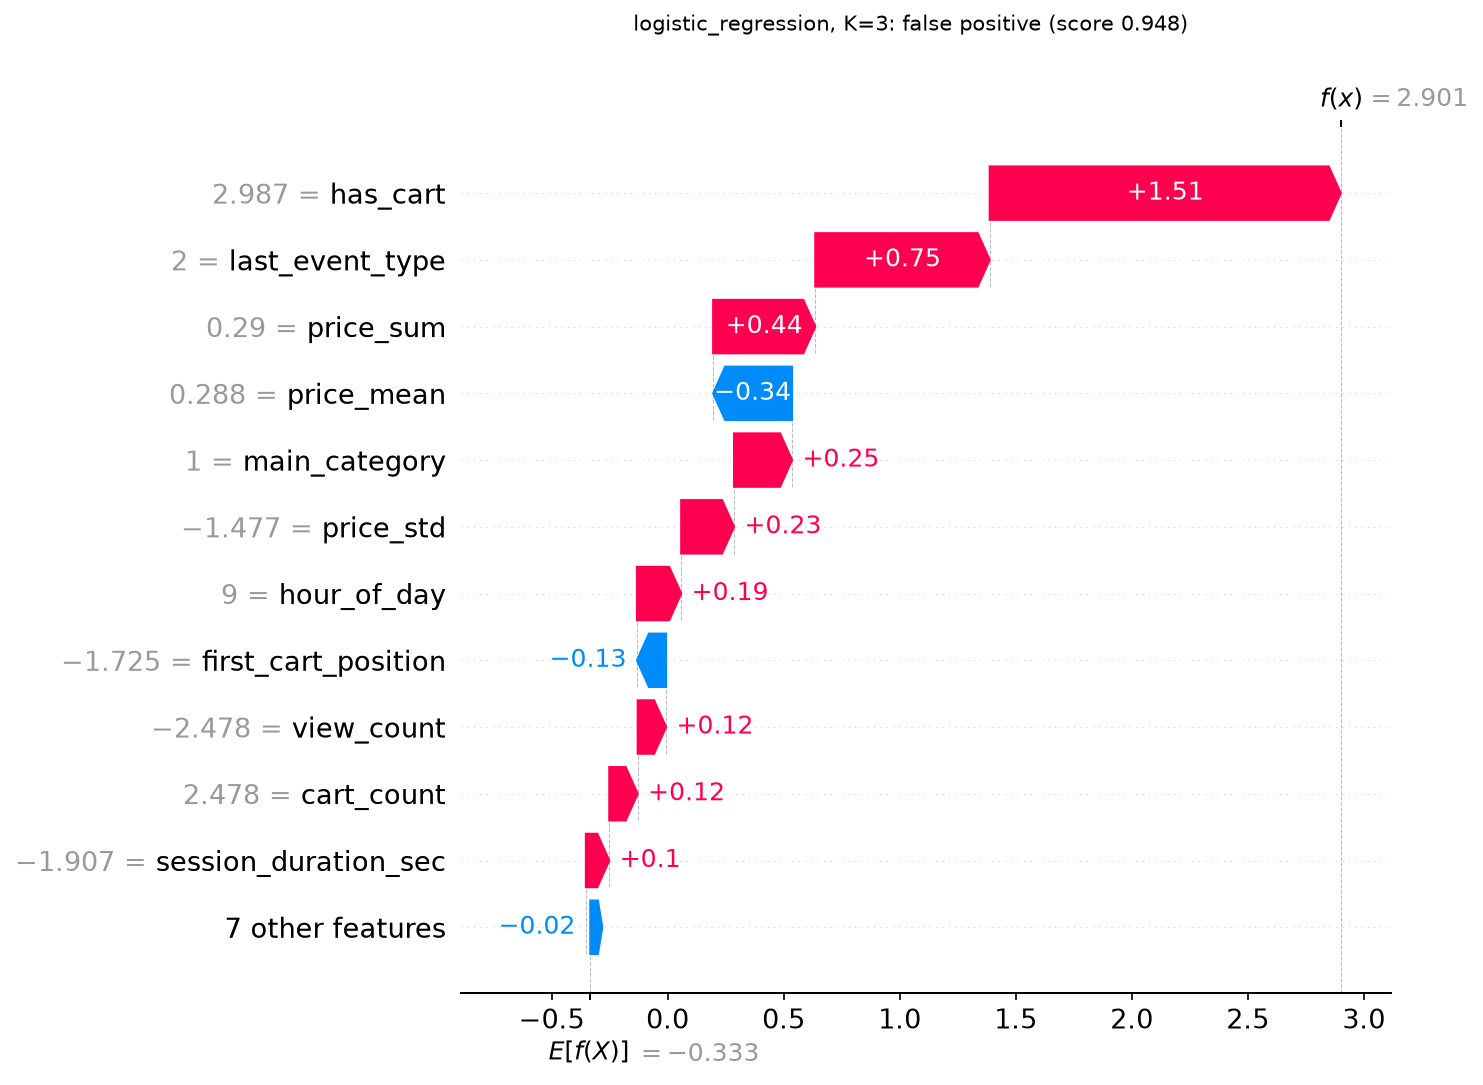 logistic_regression, K=3: false positive (score 0.948)
f(x) = 2.901
2.987 = has_cart +1.51
2 = last_event_type +0.75
0.29 = price_sum +0.44
0.288 = price_mean −0.34
1 = main_category +0.25
−1.477 = price_std +0.23
9 = hour_of_day +0.19
−1.725 = first_cart_position −0.13
−2.478 = view_count +0.12
2.478 = cart_count +0.12
−1.907 = session_duration_sec +0.1
7 other features −0.02
−0.5 0.0 0.5 1.0 1.5 2.0 2.5 3.0
E[f(X)] = −0.333